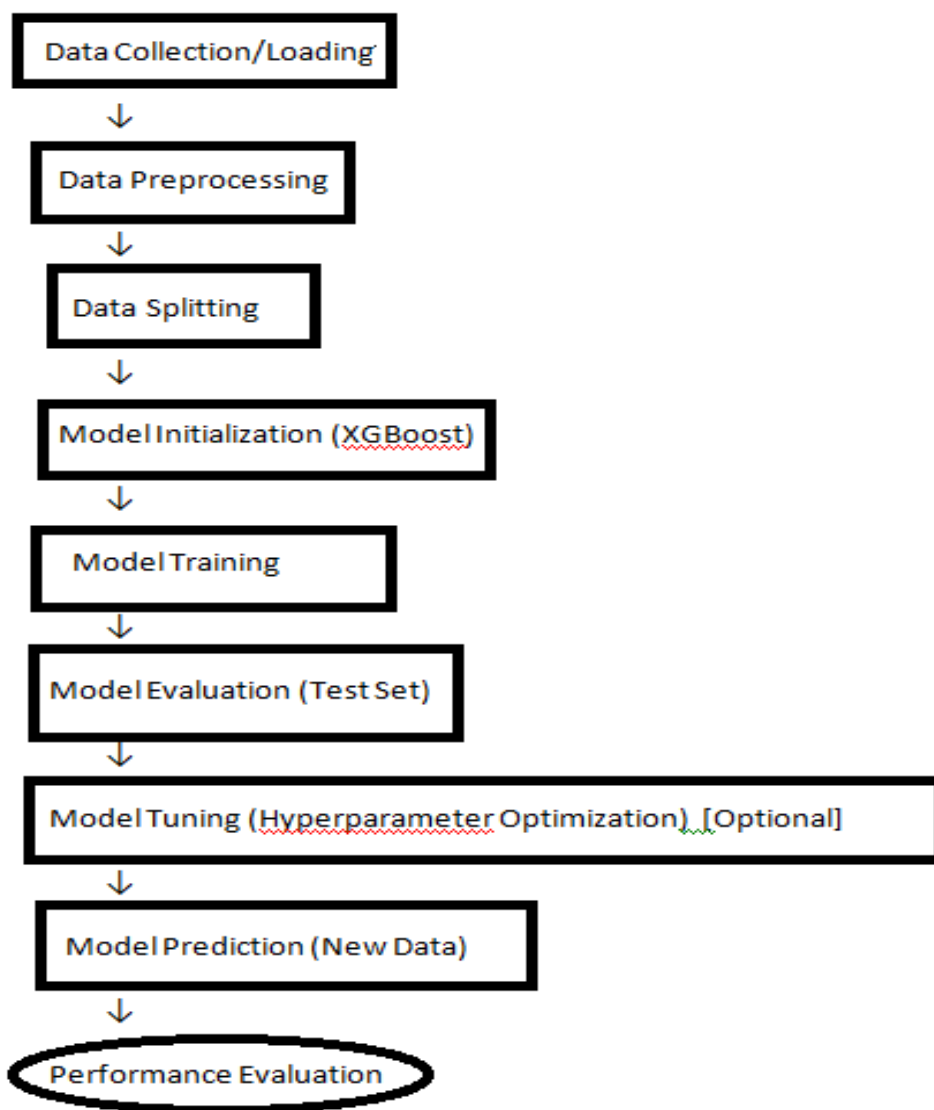 Data Collection/Loading
↓
Data Preprocessing
↓
Data Splitting
↓
Model Initialization (XGBoost)
↓
Model Training
↓
Model Evaluation (Test Set)
↓
Model Tuning (Hyperparameter Optimization) [Optional]
↓
Model Prediction (New Data)
↓
Performance Evaluation